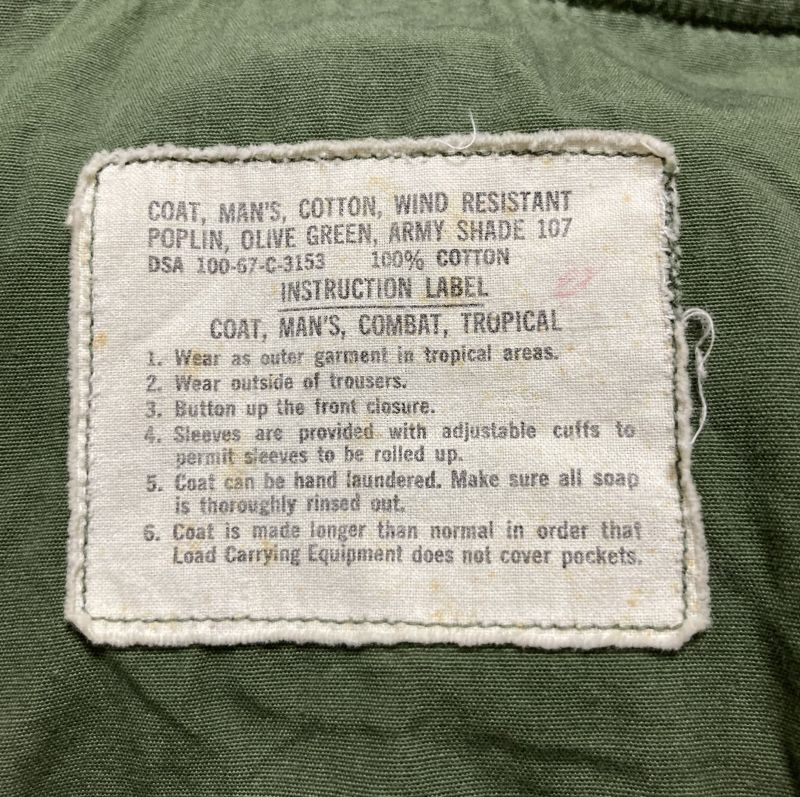 COAT, MAN'S, COTTON, WIND RESISTANT
POPLIN, OLIVE GREEN, ARMY SHADE 107
DSA 100-67-C-3153 100% COTTON
INSTRUCTION LABEL
COAT, MAN'S, COMBAT, TROPICAL
1. Wear as outer garment in tropical areas.
2. Wear outside of trousers.
3. Button up the front closure.
4. Sleeves are provided with adjustable cuffs to
permit sleeves to be rolled up.
5. Coat can be hand laundered. Make sure all soap
is thoroughly rinsed out.
6. Coat is made longer than normal in order that
Load Carrying Equipment does not cover pockets.